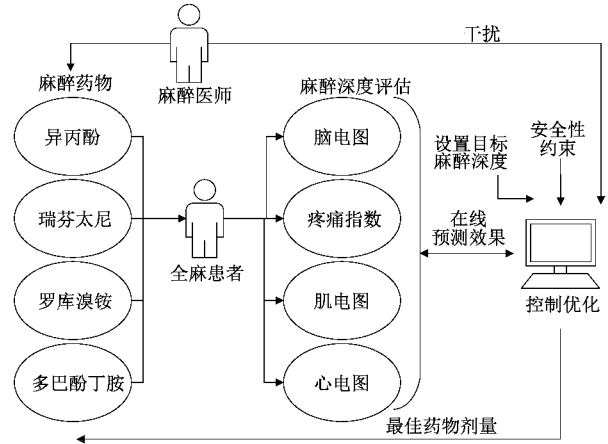 干扰
麻醉药物
麻醉医师
麻醉深度评估
异丙酚
脑电图
设置目标
麻醉深度
安全性
约束
瑞芬太尼
全麻患者
疼痛指数
在线
预测效果
罗库溴铵
肌电图
控制优化
多巴酚丁胺
心电图
最佳药物剂量